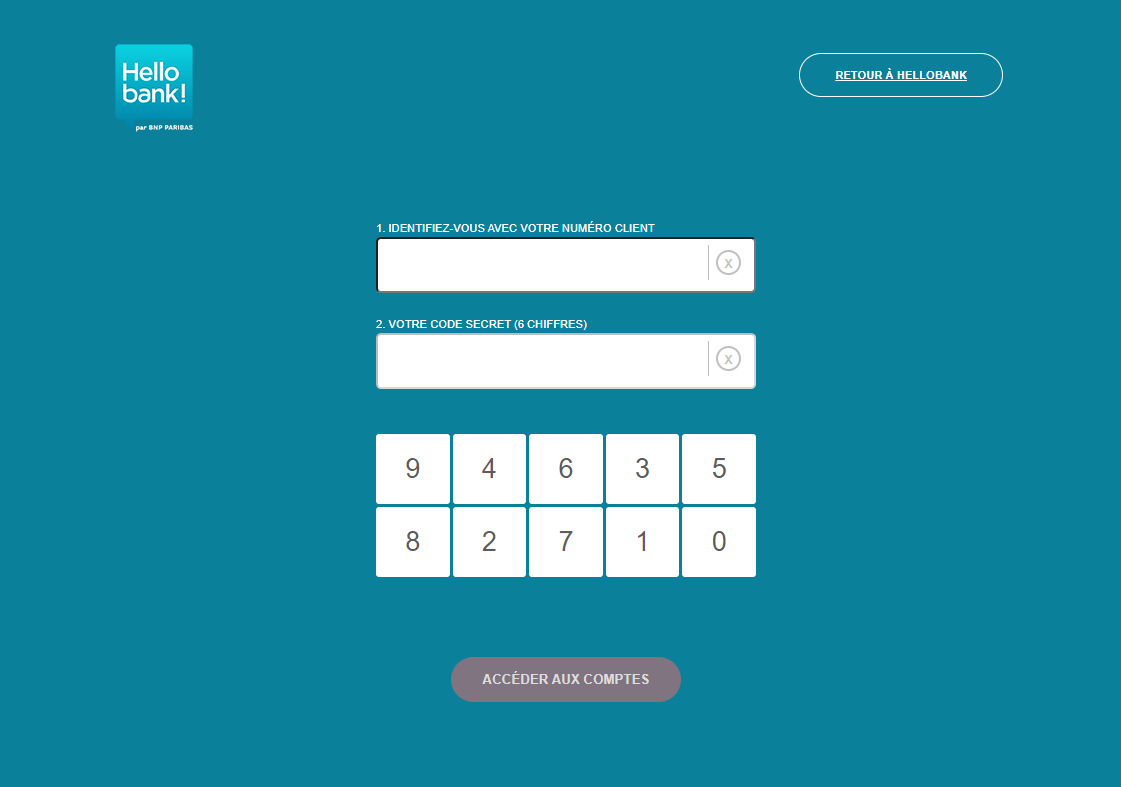 Hello
bank!
par BNP PARIBAS
RETOUR À HELLOBANK
1. IDENTIFIEZ-VOUS AVEC VOTRE NUMÉRO CLIENT
X
2. VOTRE CODE SECRET (6 CHIFFRES)
X
9 4 6 3 5
8 2 7 1 0
ACCÉDER AUX COMPTES